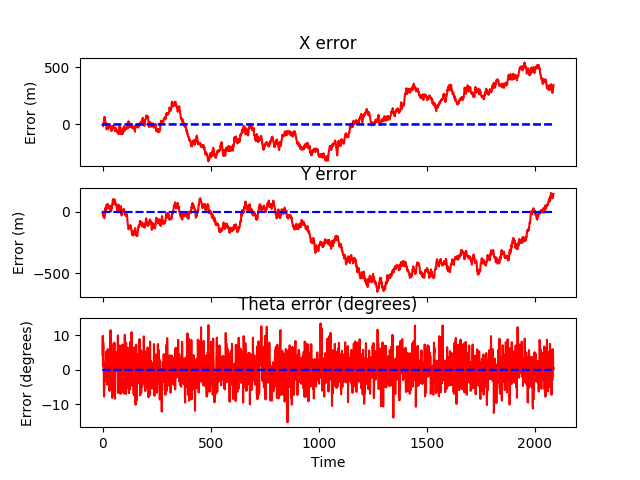 X error
500
0
Error (m)
Y error
0
−500
Error (m)
Theta error (degrees)
10
0
−10
Error (degrees)
0
500
1000
1500
2000
Time